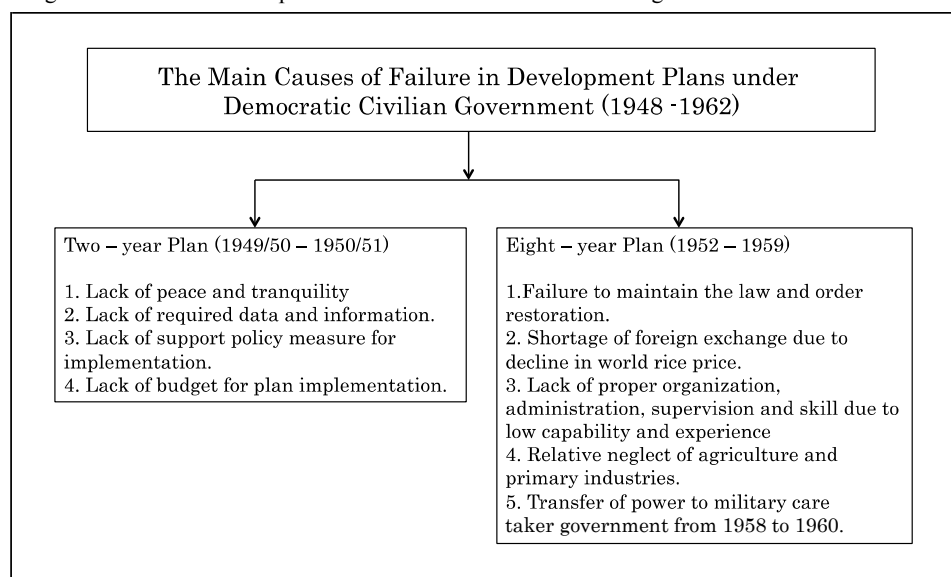 The Main Causes of Failure in Development Plans under
Democratic Civilian Government (1948 -1962)
Two – year Plan (1949/50 – 1950/51)
1. Lack of peace and tranquility
2. Lack of required data and information.
3. Lack of support policy measure for
implementation.
4. Lack of budget for plan implementation.
Eight – year Plan (1952 – 1959)
1.Failure to maintain the law and order
restoration.
2. Shortage of foreign exchange due to
decline in world rice price.
3. Lack of proper organization,
administration, supervision and skill due to
low capability and experience
4. Relative neglect of agriculture and
primary industries.
5. Transfer of power to military care
taker government from 1958 to 1960.